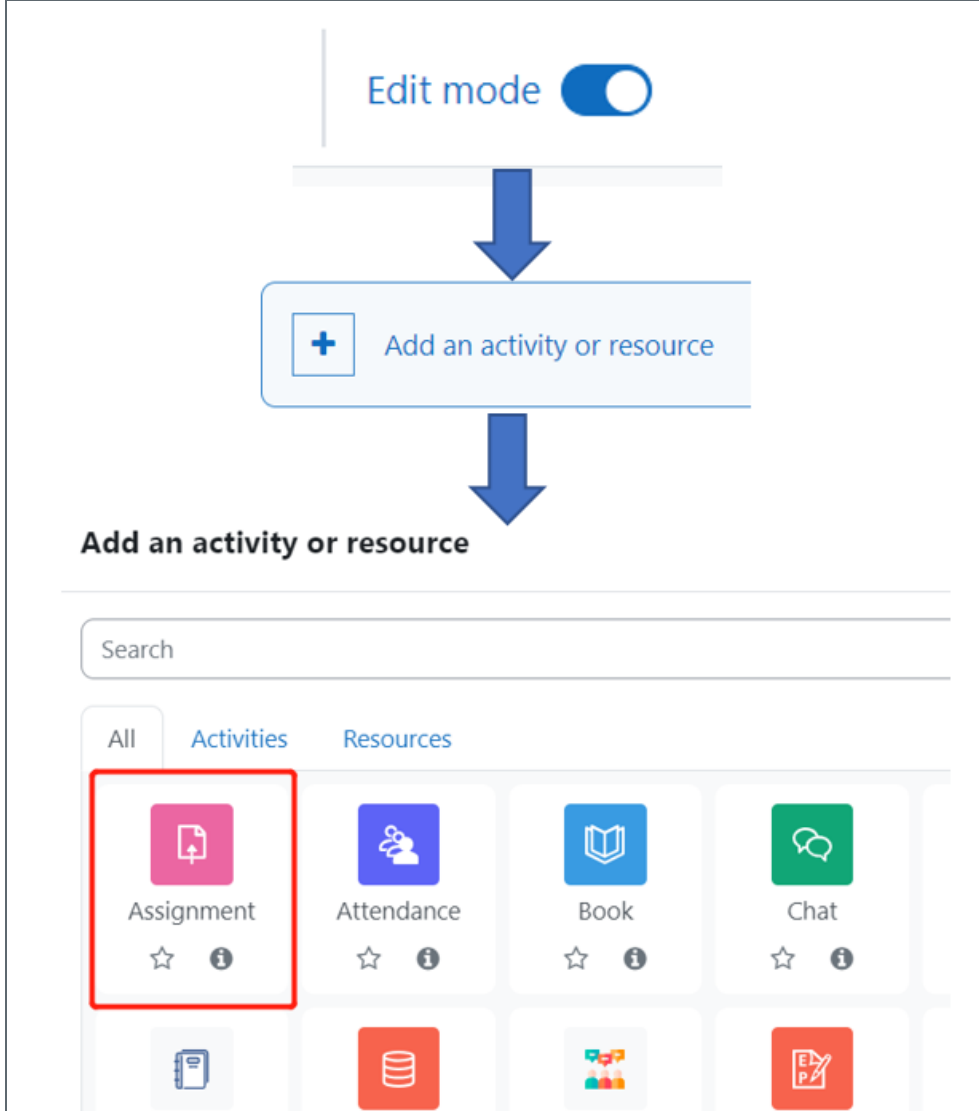 Edit mode
Add an activity or resource
Add an activity or resource
Search
All Activities Resources
Assignment Attendance Book Chat
E
P